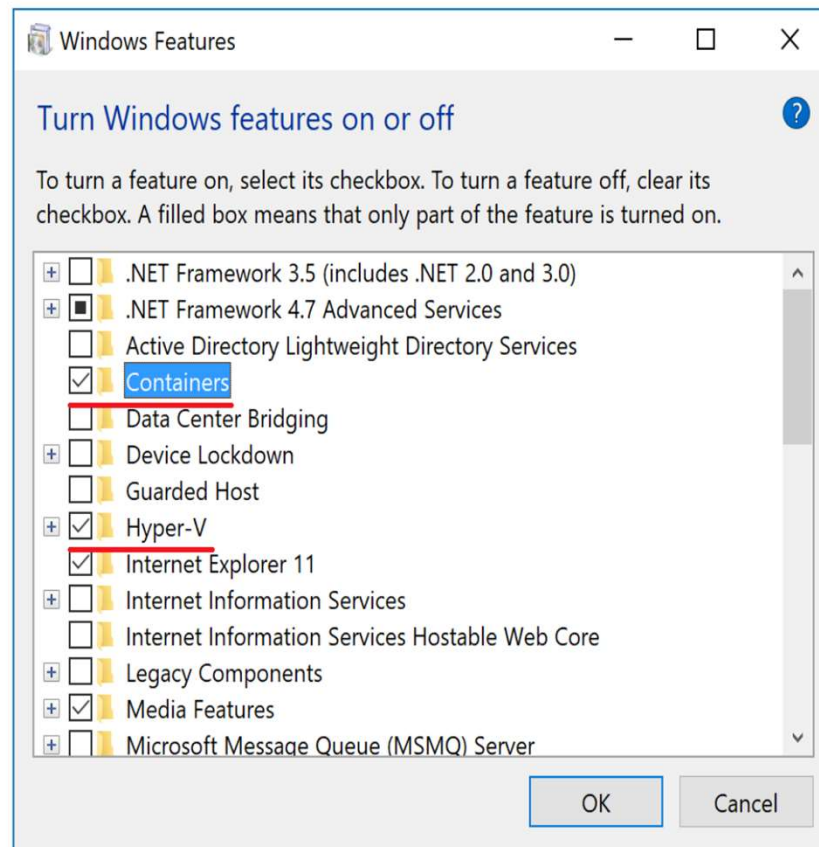 Windows Features
Turn Windows features on or off
?
To turn a feature on, select its checkbox. To turn a feature off, clear its
checkbox. A filled box means that only part of the feature is turned on.
.NET Framework 3.5 (includes .NET 2.0 and 3.0)
.NET Framework 4.7 Advanced Services
Active Directory Lightweight Directory Services
Containers
Data Center Bridging
Device Lockdown
Guarded Host
Hyper-V
Internet Explorer 11
Internet Information Services
Internet Information Services Hostable Web Core
Legacy Components
Media Features
Microsoft Message Queue (MSMQ) Server
OK Cancel